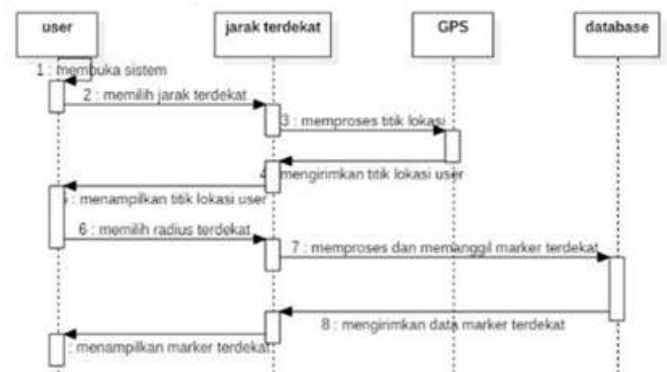 user
jarak terdekat
GPS
database
1 : membuka sistem
2 : memilih jarak terdekat
3 : memproses titik lokasi
4 mengirimkan titik lokasi user
: menampilkan titik lokasi user
6 : memilih radius terdekat
7 : memproses dan memanggil marker terdekat
8 : mengirimkan data marker terdekat
: menampilkan marker terdekat